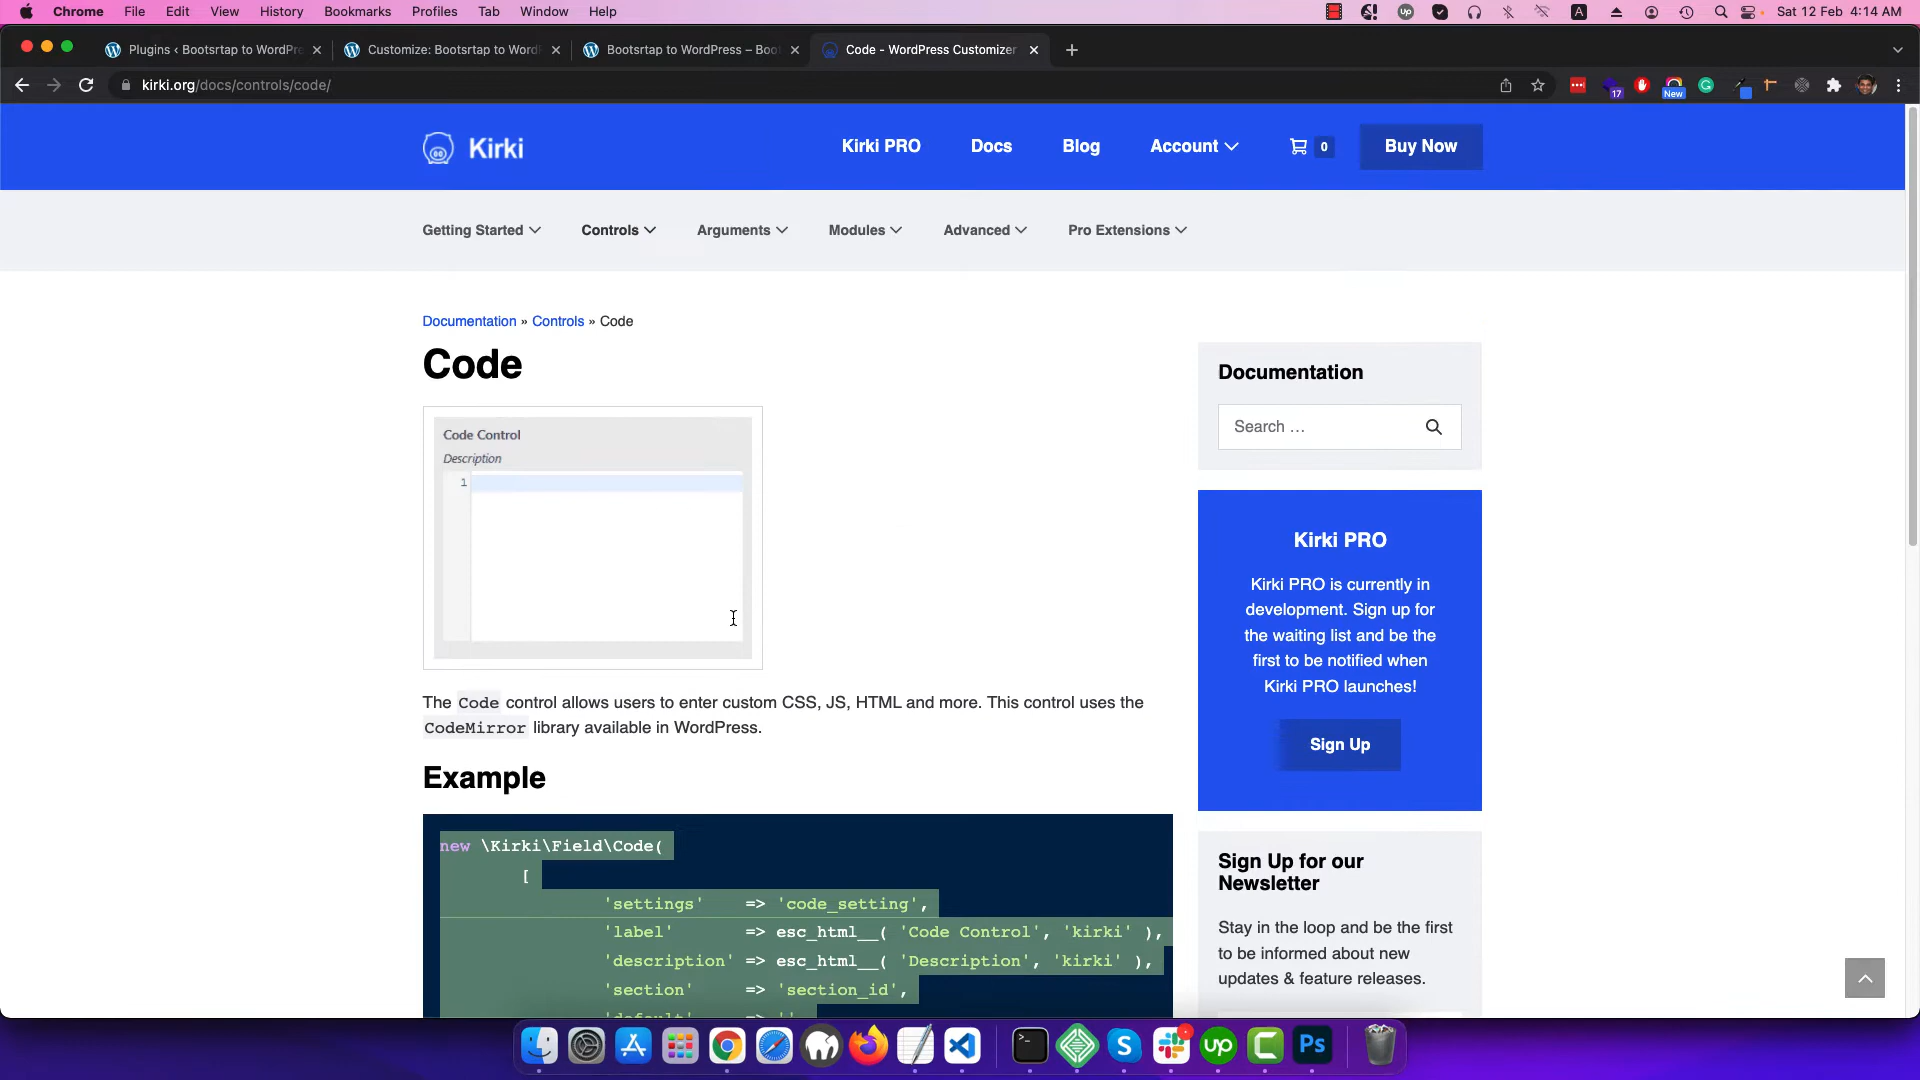 Chrome File Edit View History Bookmarks Profiles Tab Window Help
Sat 12 Feb 4:14 AM
Plugins ‹ Bootsrtap to WordPre
Customize: Bootsrtap to WordP
Bootsrtap to WordPress – Boo
Code - WordPress Customizer
kirki.org/docs/controls/code/
17
New
Kirki
Kirki PRO Docs Blog Account 0 Buy Now
Getting Started Controls Arguments Modules Advanced Pro Extensions
Documentation » Controls » Code
Code
Code Control
Description
1
The Code control allows users to enter custom CSS, JS, HTML and more. This control uses the
CodeMirror library available in WordPress.
Example
new \Kirki\Field\Code(
[
'settings' => 'code_setting',
'label' => esc_html__( 'Code Control', 'kirki' ),
'description' => esc_html__( 'Description', 'kirki' ),
'section' => 'section_id',
'default' => '',
Documentation
Search …
Kirki PRO
Kirki PRO is currently in
development. Sign up for
the waiting list and be the
first to be notified when
Kirki PRO launches!
Sign Up
Sign Up for our
Newsletter
Stay in the loop and be the first
to be informed about new
updates & feature releases.
up
Ps